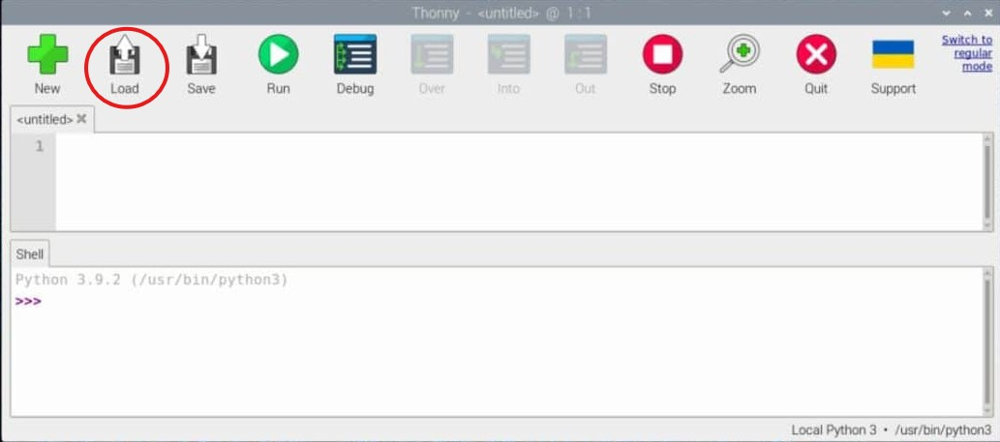 Thonny - <untitled> @ 1:1
New Load Save Run Debug Over Into Out Stop Zoom Quit Support
Switch to
regular
mode
<untitled>
1
Shell
Python 3.9.2 (/usr/bin/python3)
>>>
Local Python 3 • /usr/bin/python3